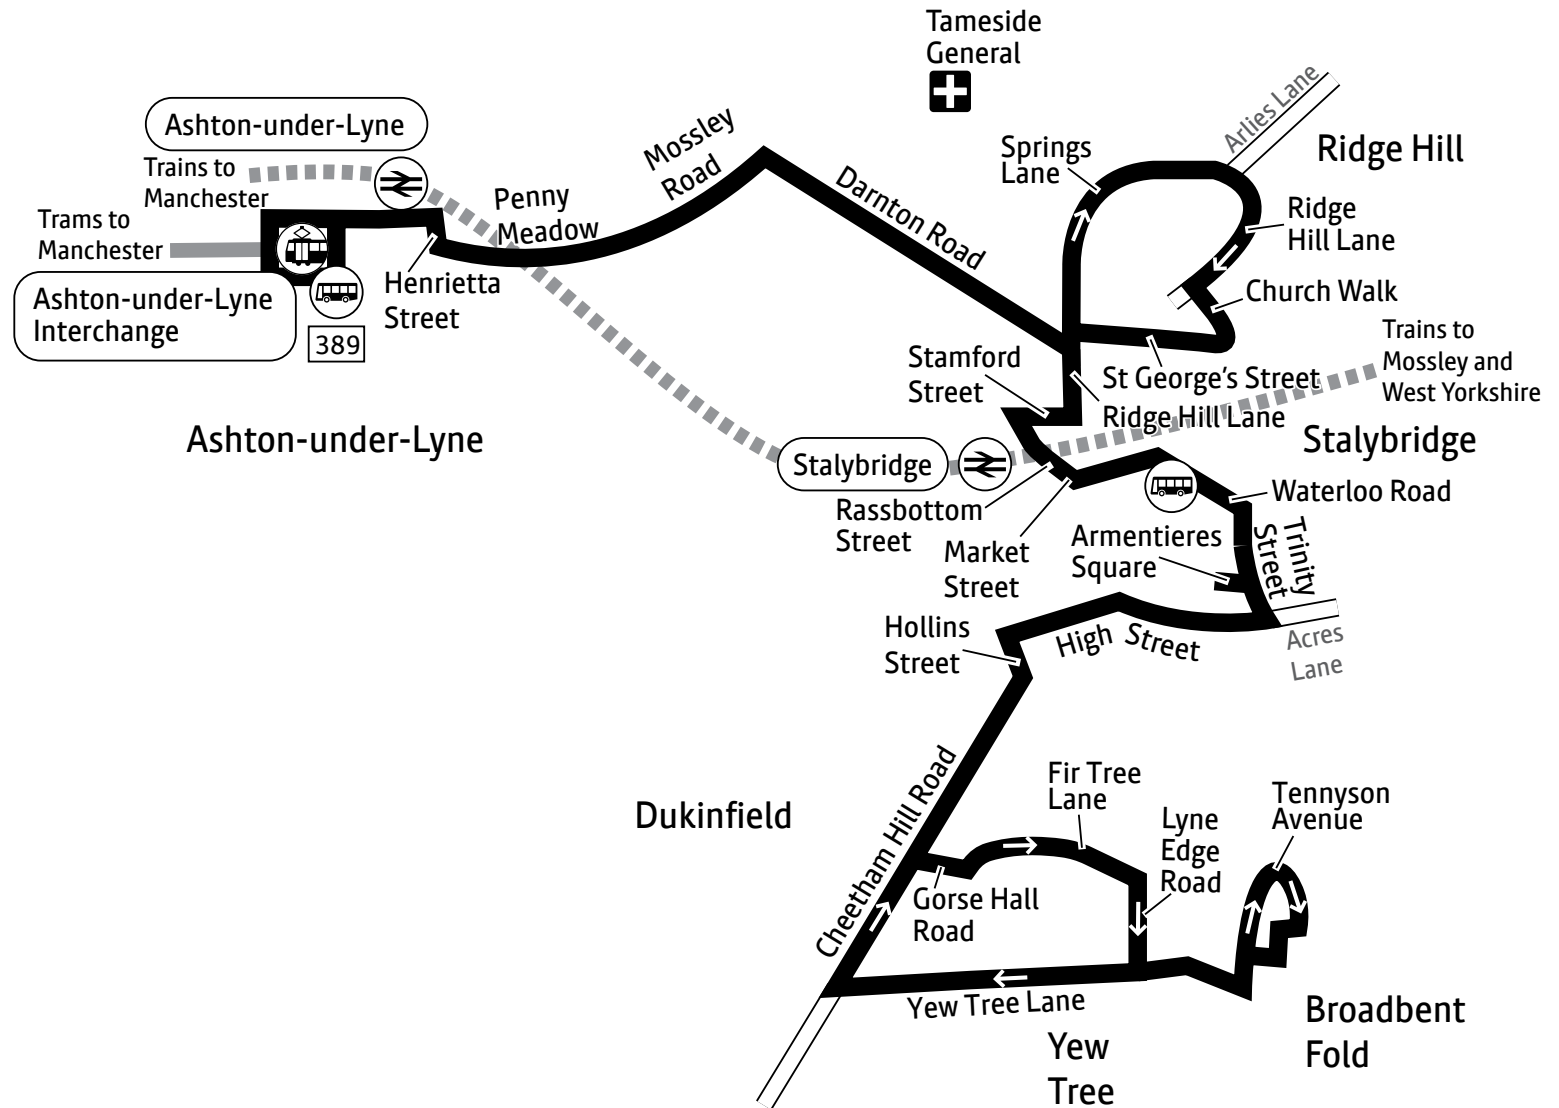 Tameside
General
Ashton-under-Lyne
Trains to
Manchester
Trams to
Manchester
Ashton-under-Lyne
Interchange
389
Henrietta
Street
Penny
Meadow
Mossley
Road
Darnton Road
Springs
Lane
Arlies Lane
Ridge Hill
Ridge
Hill Lane
Church Walk
St George's Street
Ridge Hill Lane
Stamford
Street
Trains to
Mossley and
West Yorkshire
Ashton-under-Lyne
Stalybridge
Stalybridge
Rassbottom
Street
Market
Street
Waterloo Road
Armentieres
Square
Trinity
Street
Acres
Lane
Hollins
Street
High Street
Dukinfield
Cheetham Hill Road
Fir Tree
Lane
Lyne
Edge
Road
Tennyson
Avenue
Gorse Hall
Road
Yew Tree Lane
Yew
Tree
Broadbent
Fold